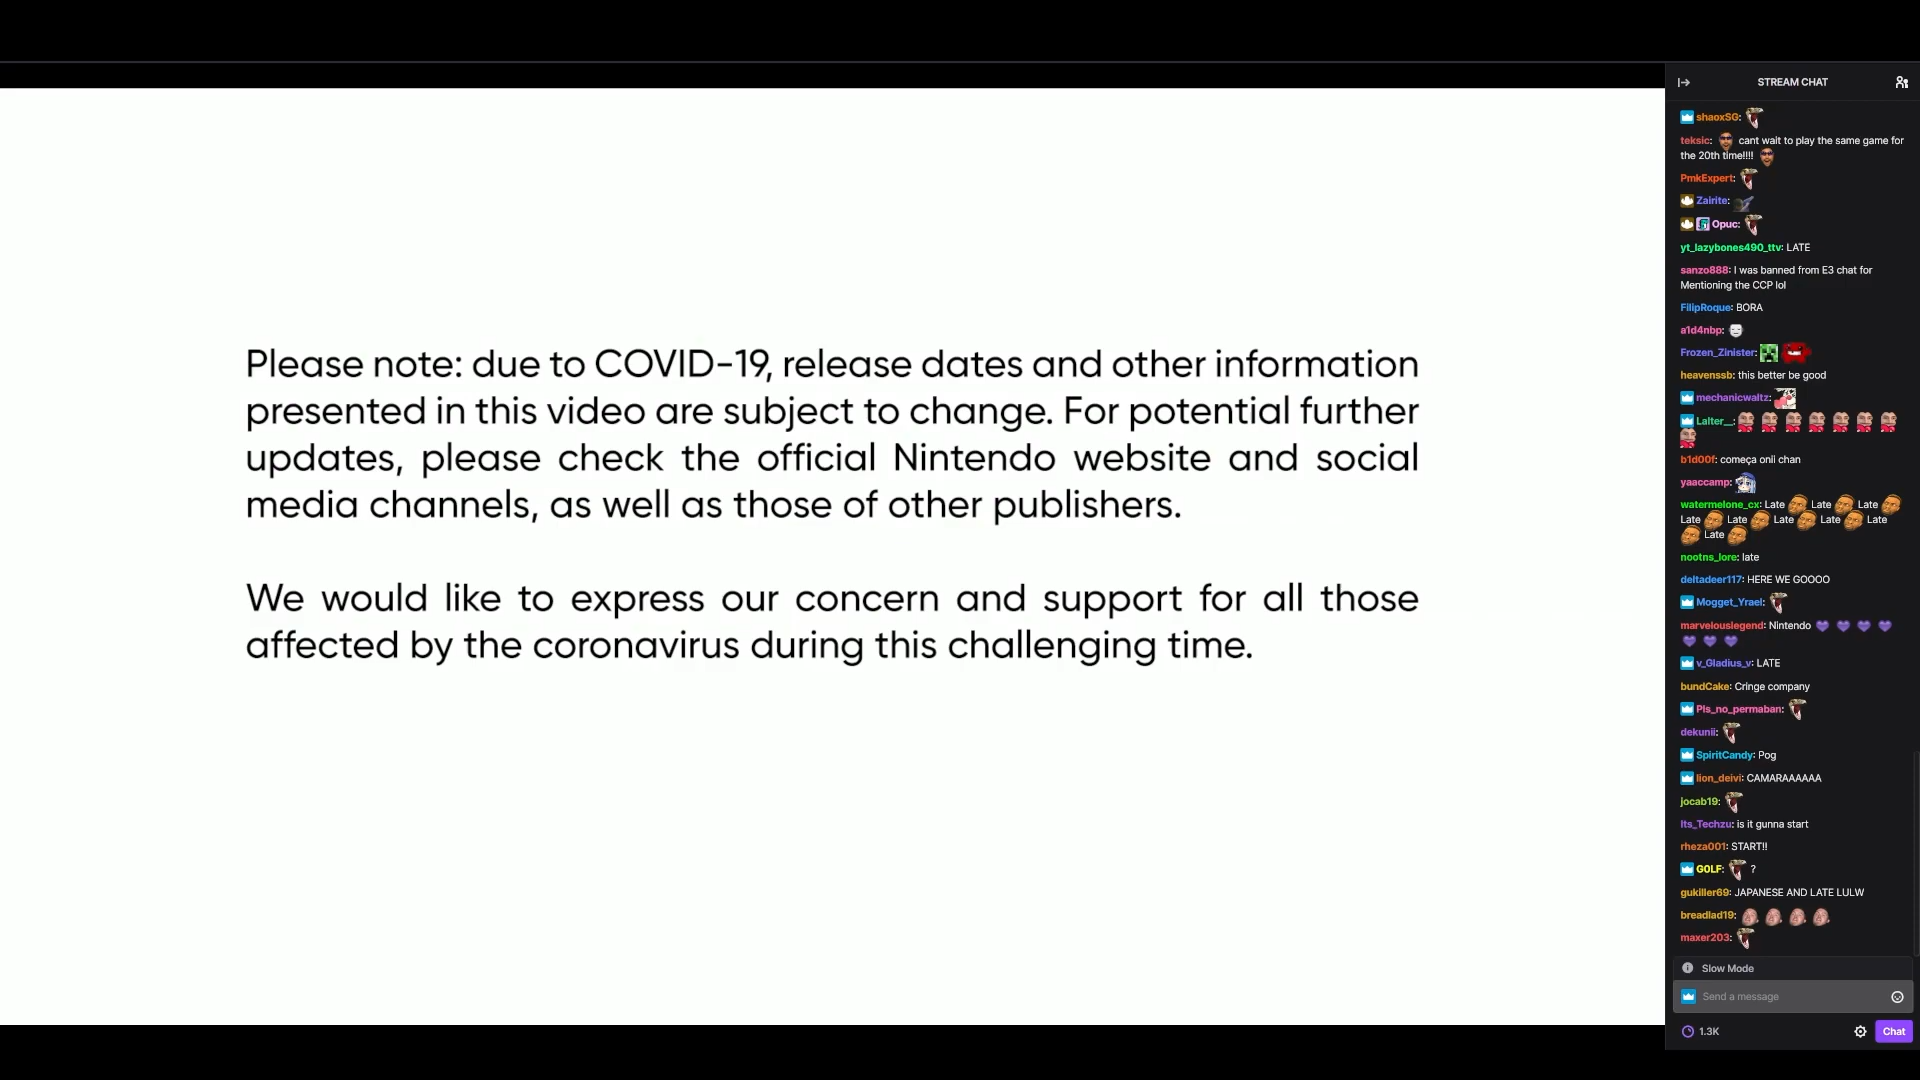 Please note: due to COVID-19, release dates and other information
presented in this video are subject to change. For potential further
updates, please check the official Nintendo website and social
media channels, as well as those of other publishers.
We would like to express our concern and support for all those
affected by the coronavirus during this challenging time.
STREAM CHAT
shaoxSG:
teksic: cant wait to play the same game for
the 20th time!!!!
PmkExpert:
Zairite:
Opuc:
yt_lazybones490_ttv: LATE
sanzo888: I was banned from E3 chat for
Mentioning the CCP lol
FilipRoque: BORA
a1d4nbp:
Frozen_Zinister:
heavenssb: this better be good
mechanicwaltz:
Lalter__:
b1d00f: começa onii chan
yaaccamp:
watermelone_cx: Late Late Late
Late Late Late Late Late
Late
nootns_lore: late
deltadeer117: HERE WE GOOOO
Mogget_Yrael:
marvelouslegend: Nintendo
v_Gladius_v: LATE
bundCake: Cringe company
Pls_no_permaban:
dekunii:
SpiritCandy: Pog
lion_deivi: CAMARAAAAAA
jocab19:
Its_Techzu: is it gunna start
rheza001: START!!
GOLF: ?
gukiller69: JAPANESE AND LATE LULW
breadlad19:
maxer203:
Slow Mode
Send a message
1.3K
Chat